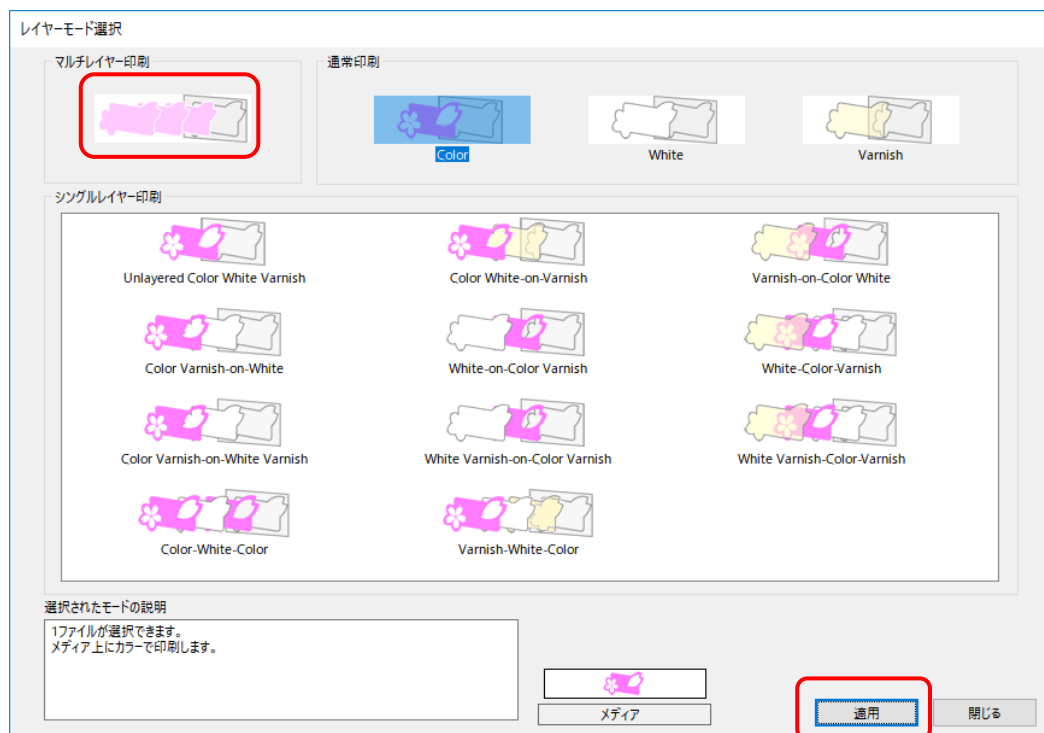 レイヤーモード選択
マルチレイヤー印刷
通常印刷
Color
White
Varnish
シングルレイヤー印刷
Unlayered Color White Varnish
Color White-on-Varnish
Varnish-on-Color White
Color Varnish-on-White
White-on-Color Varnish
White-Color-Varnish
Color Varnish-on-White Varnish
White Varnish-on-Color Varnish
White Varnish-Color-Varnish
Color-White-Color
Varnish-White-Color
選択されたモードの説明
1ファイルが選択できます。
メディア上にカラーで印刷します。
メディア
適用
閉じる